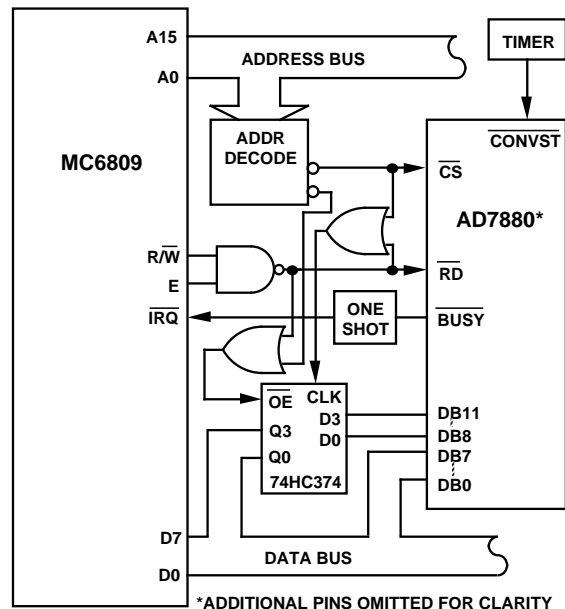 A15
A0
ADDRESS BUS
TIMER
MC6809
ADDR
DECODE
CONVST
CS
AD7880*
R/W
E
RD
IRQ
ONE
SHOT
BUSY
OE
CLK
D3
D0
Q3
Q0
74HC374
DB11
DB8
DB7
DB0
D7
D0
DATA BUS
*ADDITIONAL PINS OMITTED FOR CLARITY